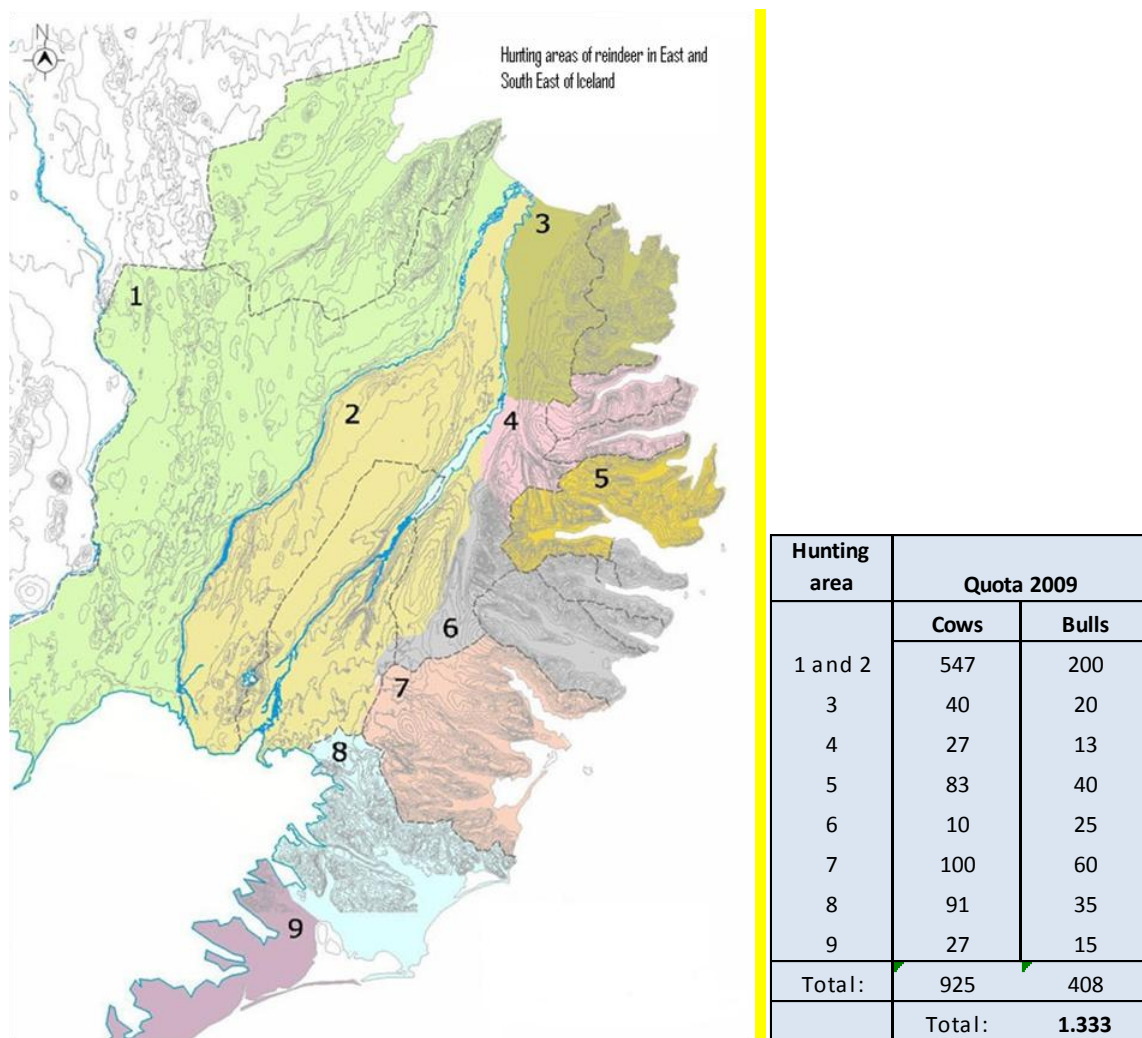 N
Hunting areas of reindeer in East and
South East of Iceland
1
2
3
4
5
6
7
8
9
Hunting area Quota 2009
Cows Bulls
1 and 2 547 200
3 40 20
4 27 13
5 83 40
6 10 25
7 100 60
8 91 35
9 27 15
Total: 925 408
Total: 1.333